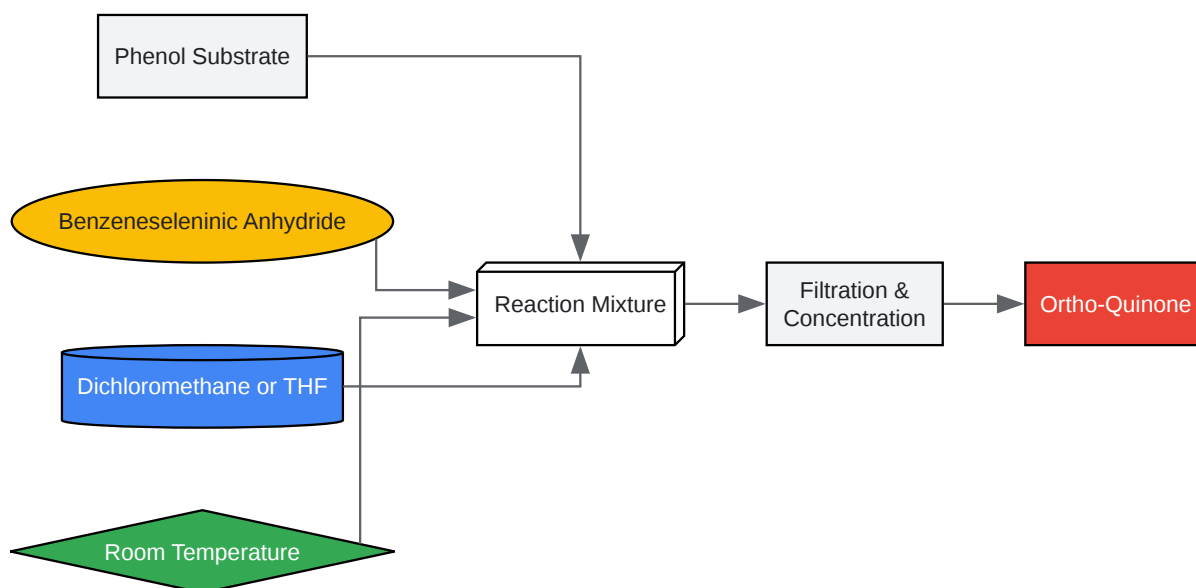 Phenol Substrate
Benzeneseleninic Anhydride
Reaction Mixture
Filtration &
Concentration
Ortho-Quinone
Dichloromethane or THF
Room Temperature